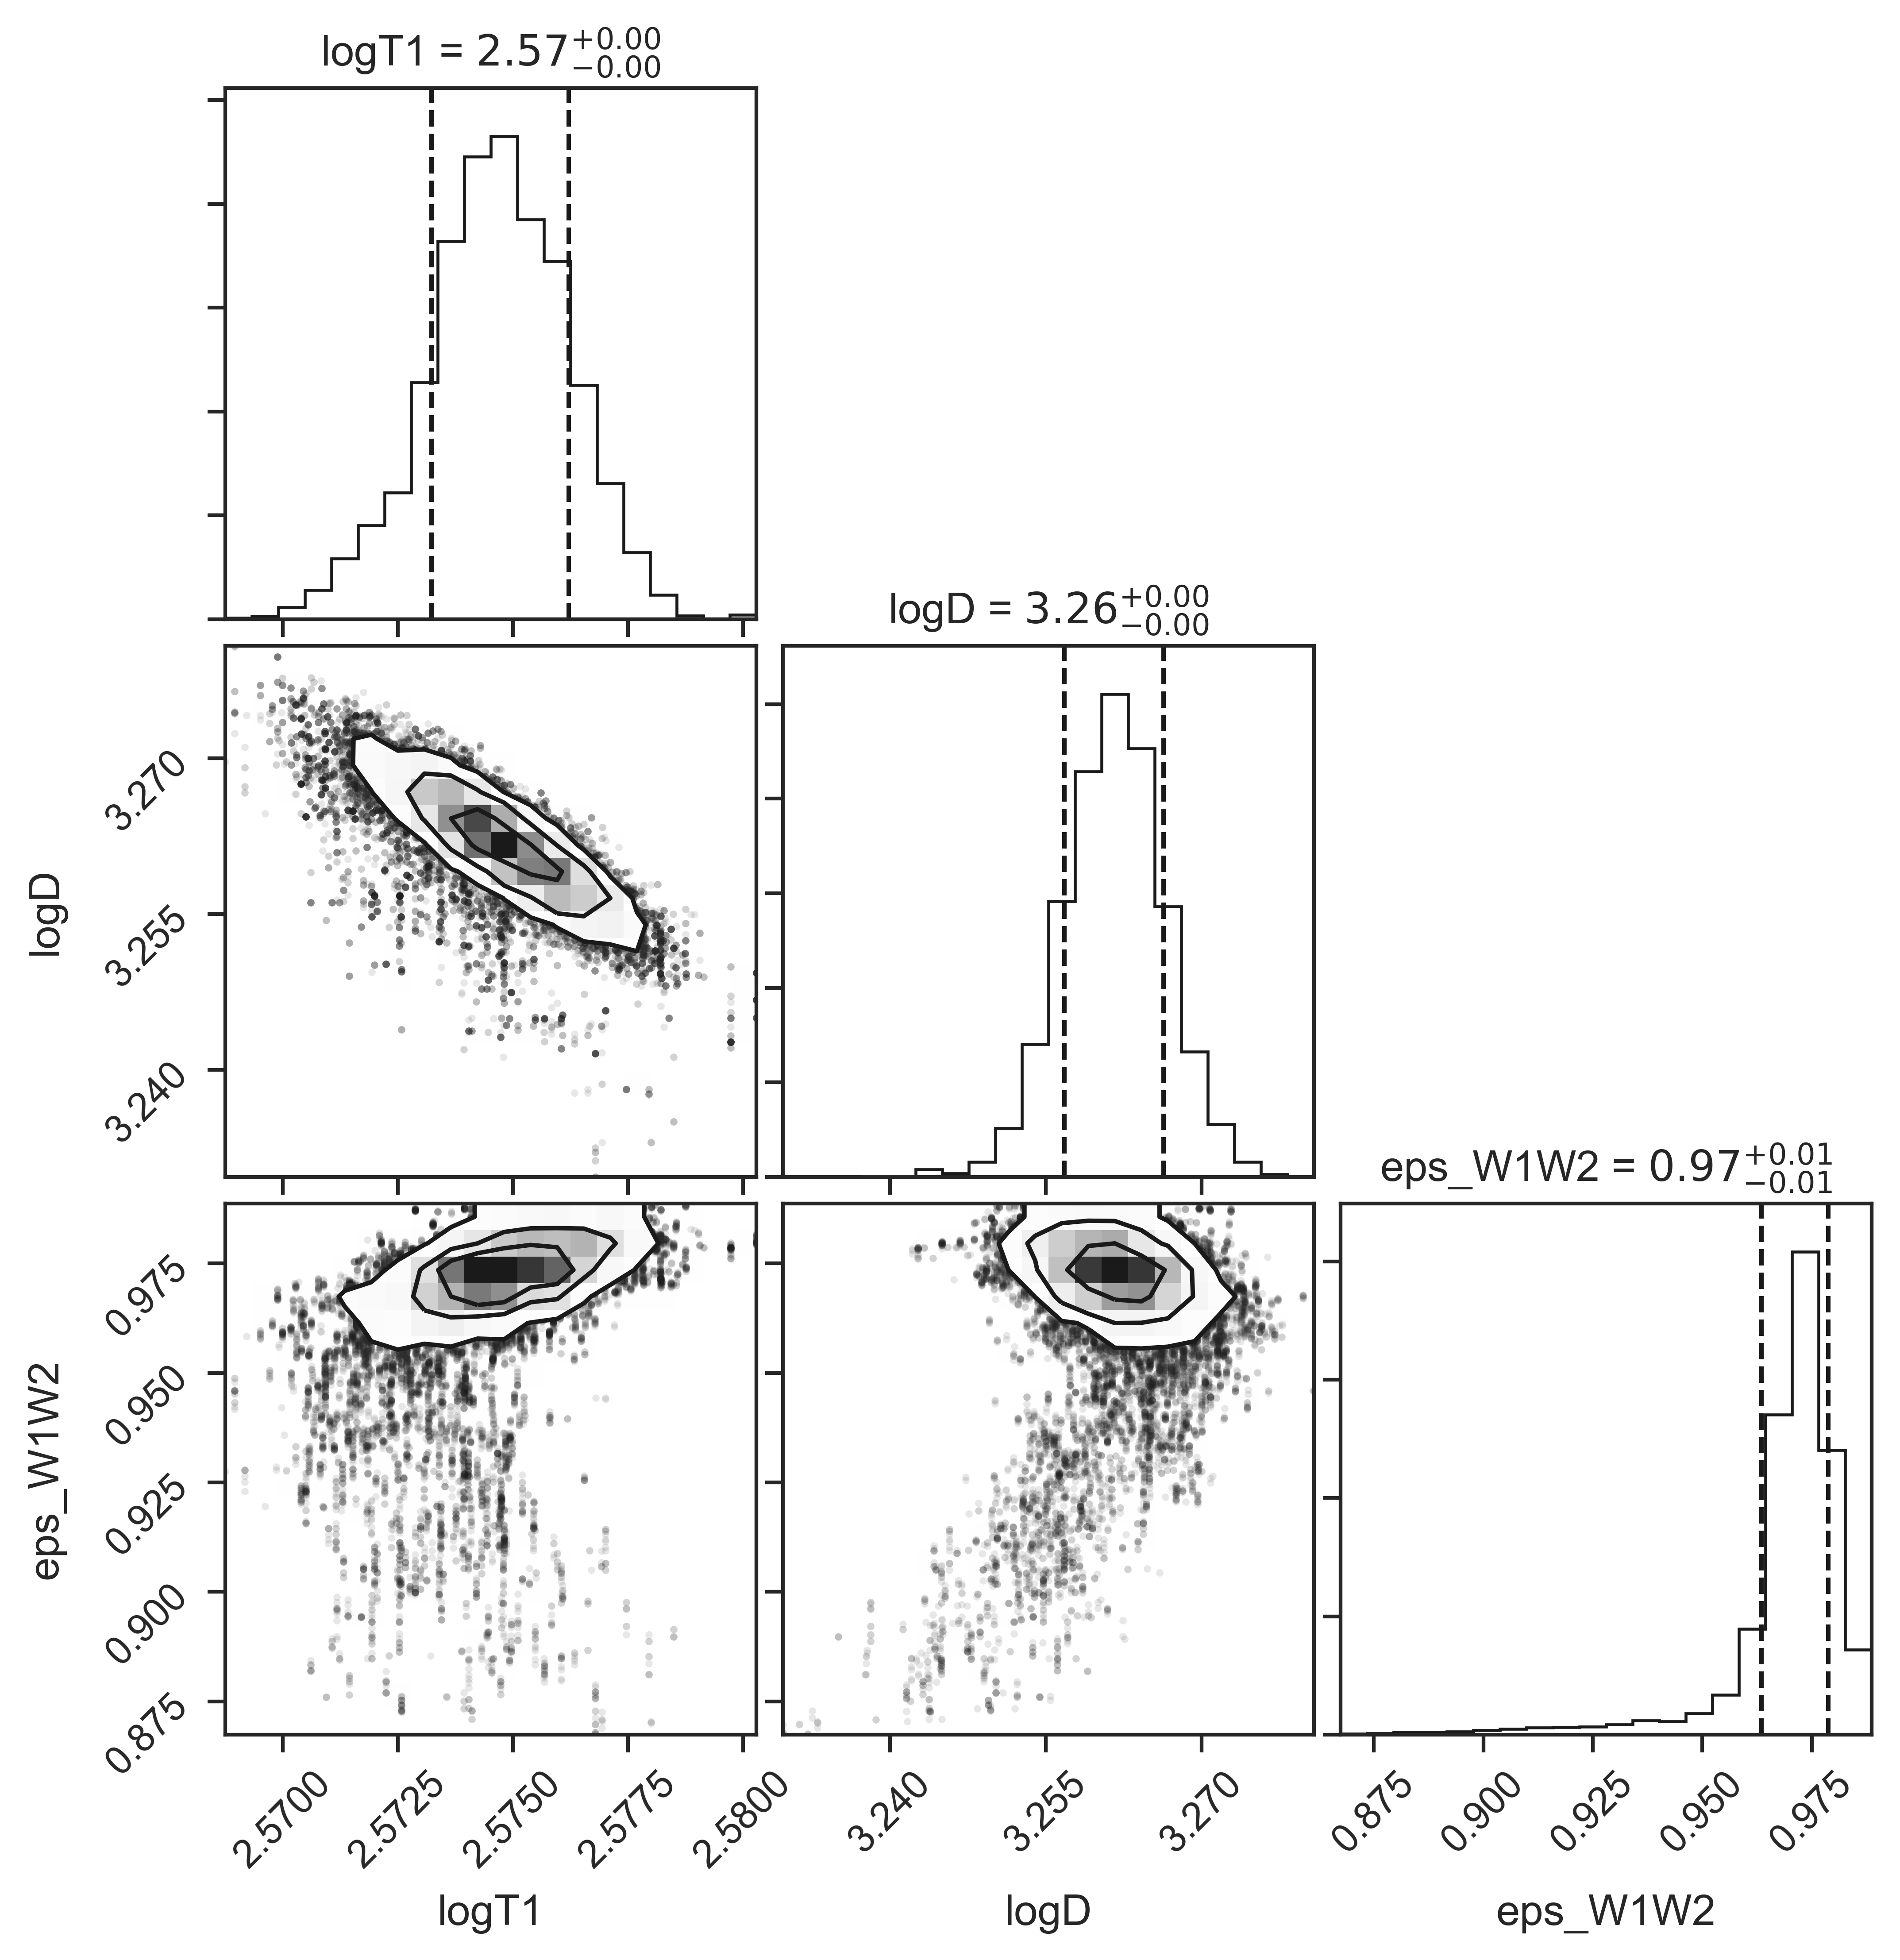 logT1 = 2.57+0.00 −0.00
logD = 3.26+0.00 −0.00
3.270
3.255
3.240
logD
eps_W1W2 = 0.97+0.01 −0.01
0.975
0.950
0.925
0.900
0.875
eps_W1W2
2.5700 2.5725 2.5750 2.5775 2.5800 3.240 3.255 3.270 0.875 0.900 0.925 0.950 0.975
logT1 logD eps_W1W2